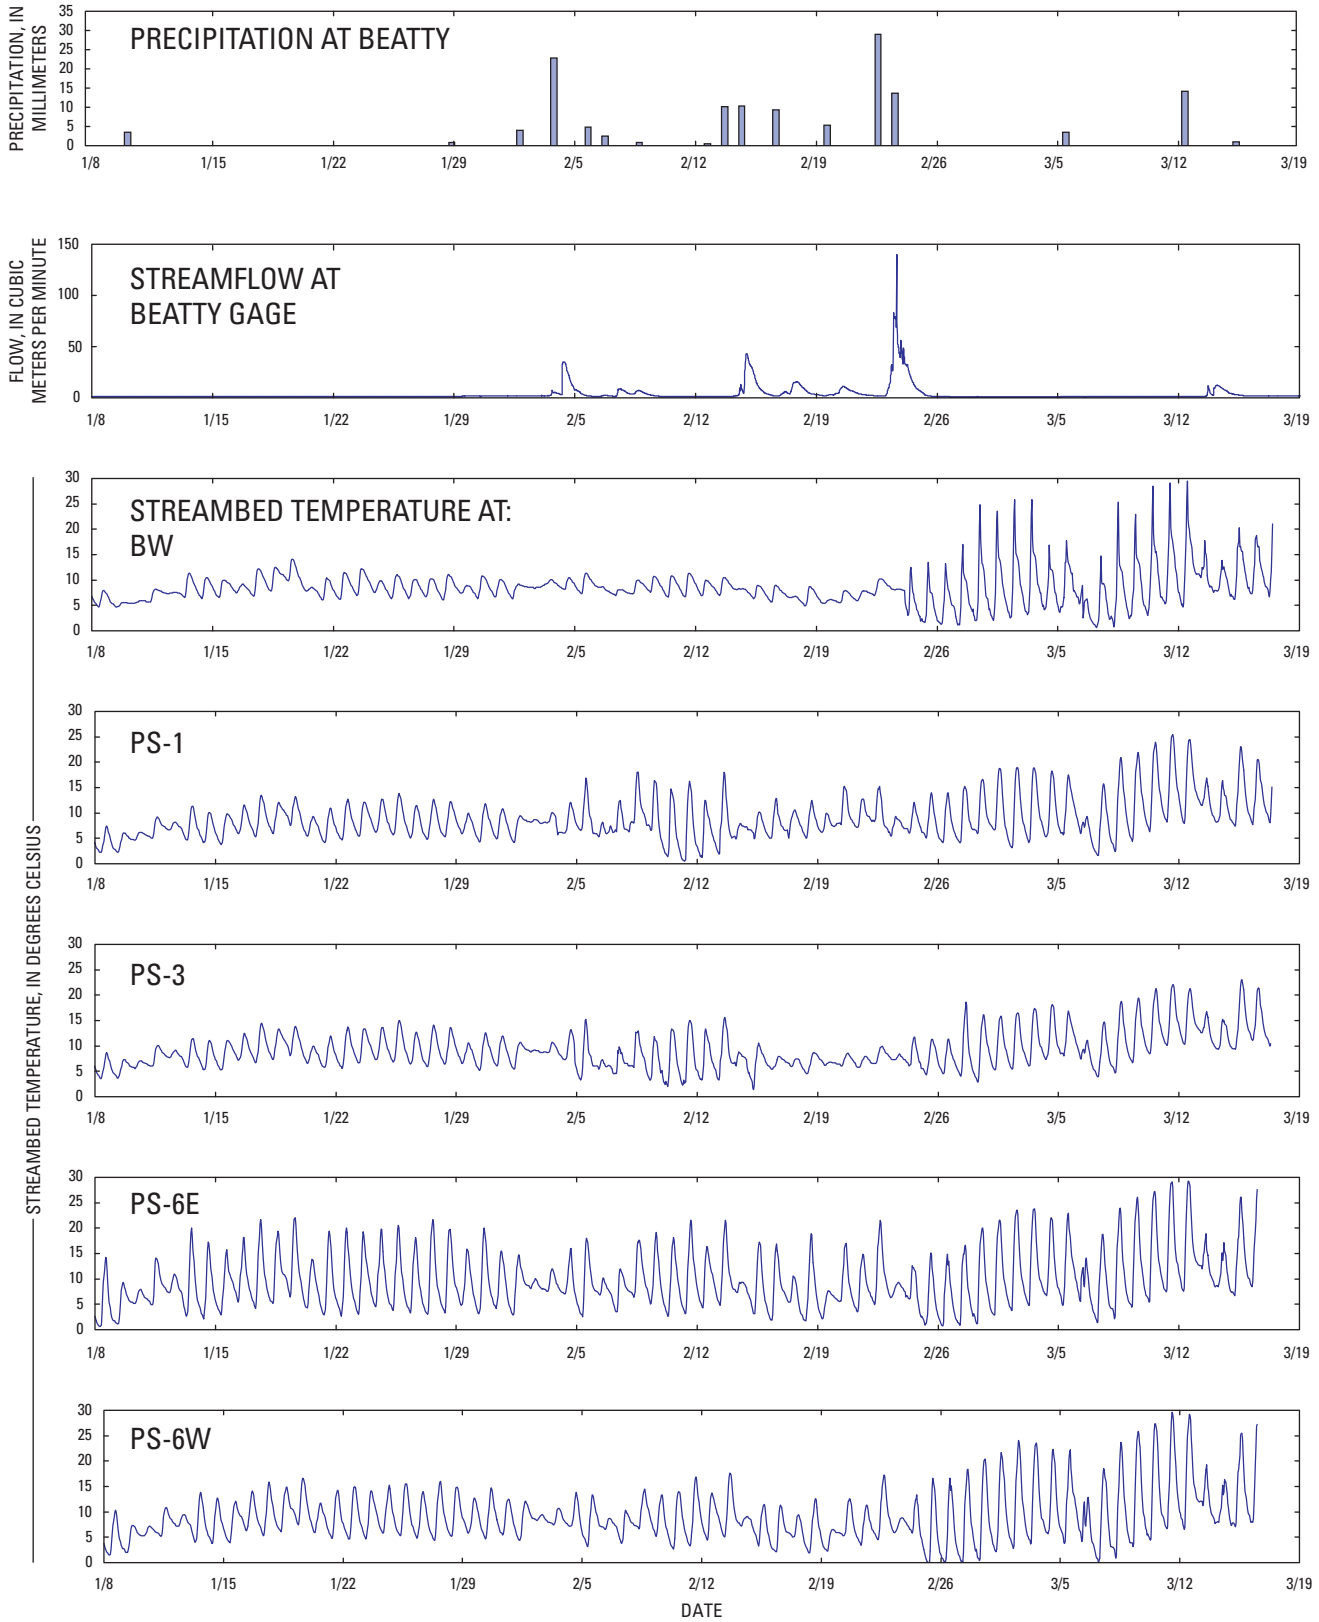 PRECIPITATION, IN
MILLIMETERS
35
30
25
20
15
10
5
0
PRECIPITATION AT BEATTY
1/8 1/15 1/22 1/29 2/5 2/12 2/19 2/26 3/5 3/12 3/19
FLOW, IN CUBIC
METERS PER MINUTE
150
100
50
0
STREAMFLOW AT
BEATTY GAGE
1/8 1/15 1/22 1/29 2/5 2/12 2/19 2/26 3/5 3/12 3/19
STREAMBED TEMPERATURE, IN DEGREES CELSIUS
30
25
20
15
10
5
0
STREAMBED TEMPERATURE AT:
BW
1/8 1/15 1/22 1/29 2/5 2/12 2/19 2/26 3/5 3/12 3/19
30
25
20
15
10
5
0
PS-1
1/8 1/15 1/22 1/29 2/5 2/12 2/19 2/26 3/5 3/12 3/19
30
25
20
15
10
5
0
PS-3
1/8 1/15 1/22 1/29 2/5 2/12 2/19 2/26 3/5 3/12 3/19
30
25
20
15
10
5
0
PS-6E
1/8 1/15 1/22 1/29 2/5 2/12 2/19 2/26 3/5 3/12 3/19
30
25
20
15
10
5
0
PS-6W
1/8 1/15 1/22 1/29 2/5 2/12 2/19 2/26 3/5 3/12 3/19
DATE